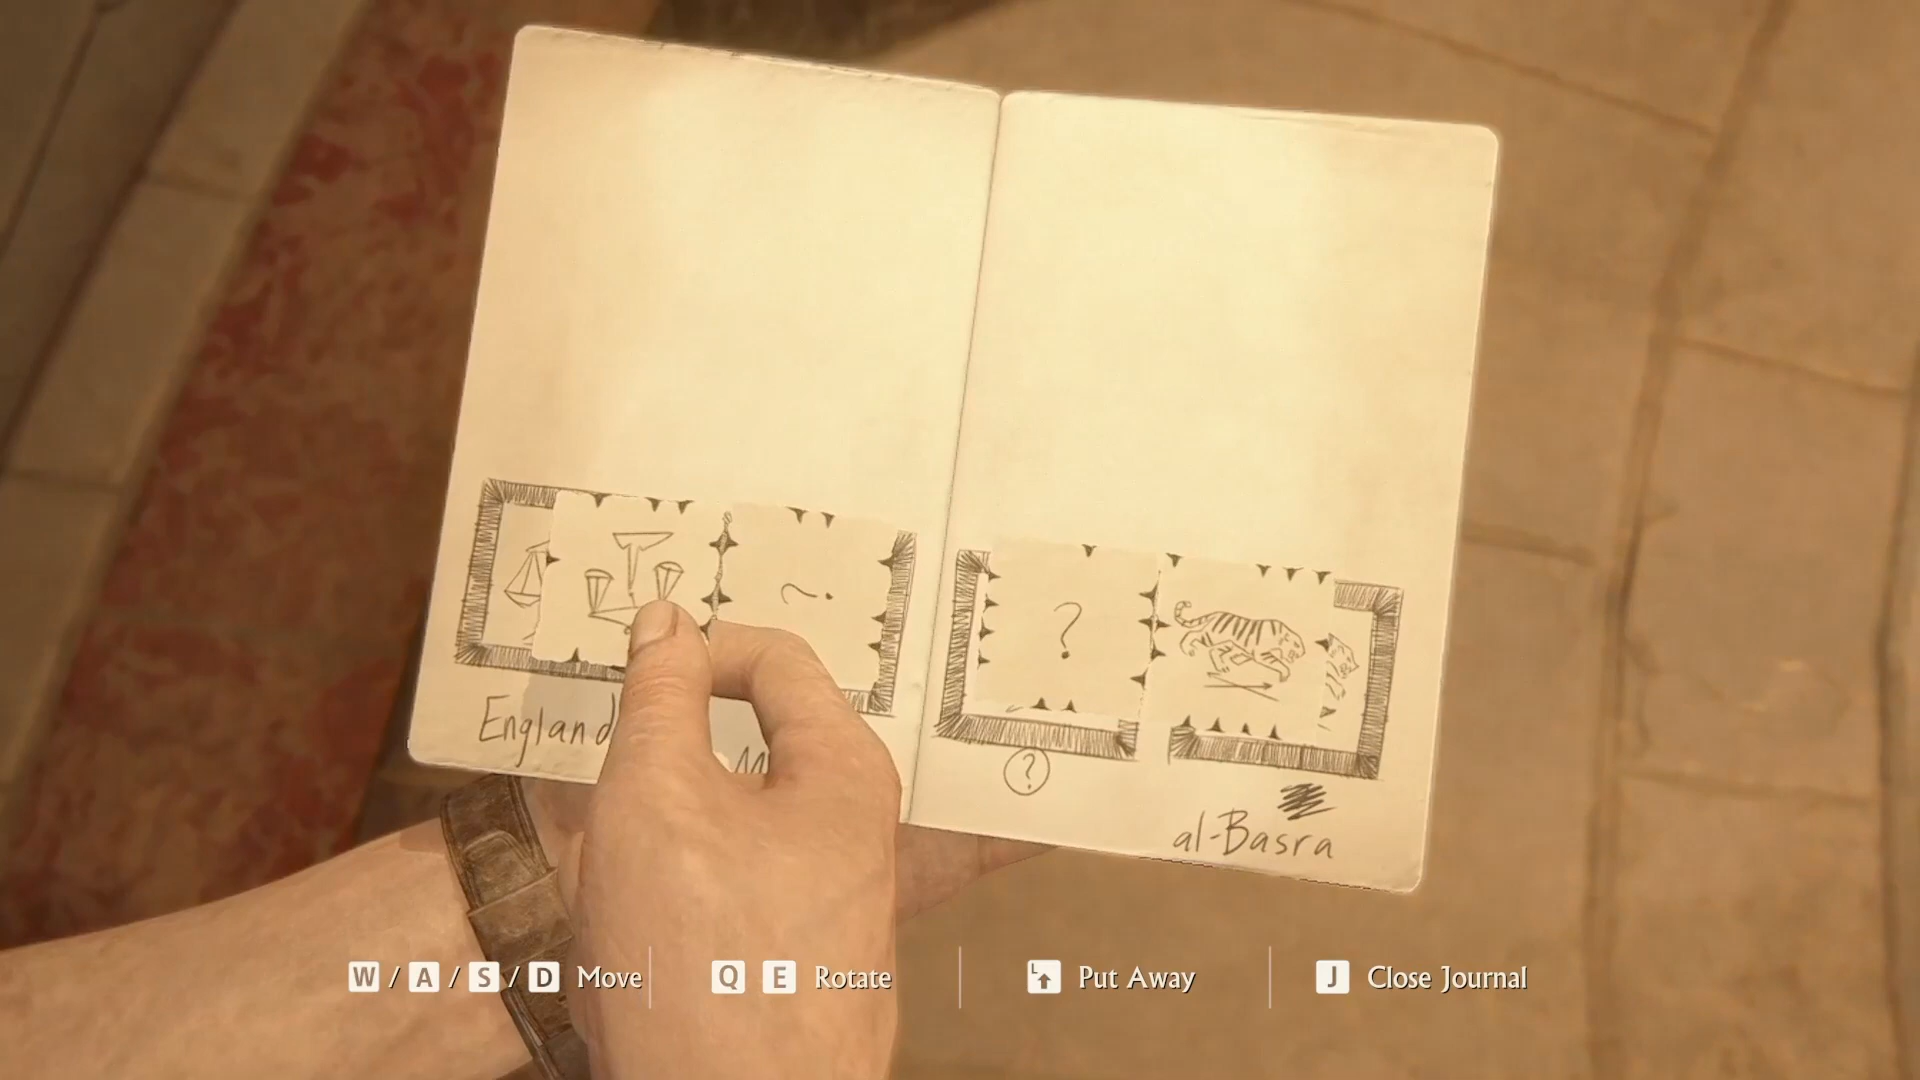 ?
?
England
M
?
al-Basra
W / A / S / D Move
Q E Rotate
L Put Away
J Close Journal